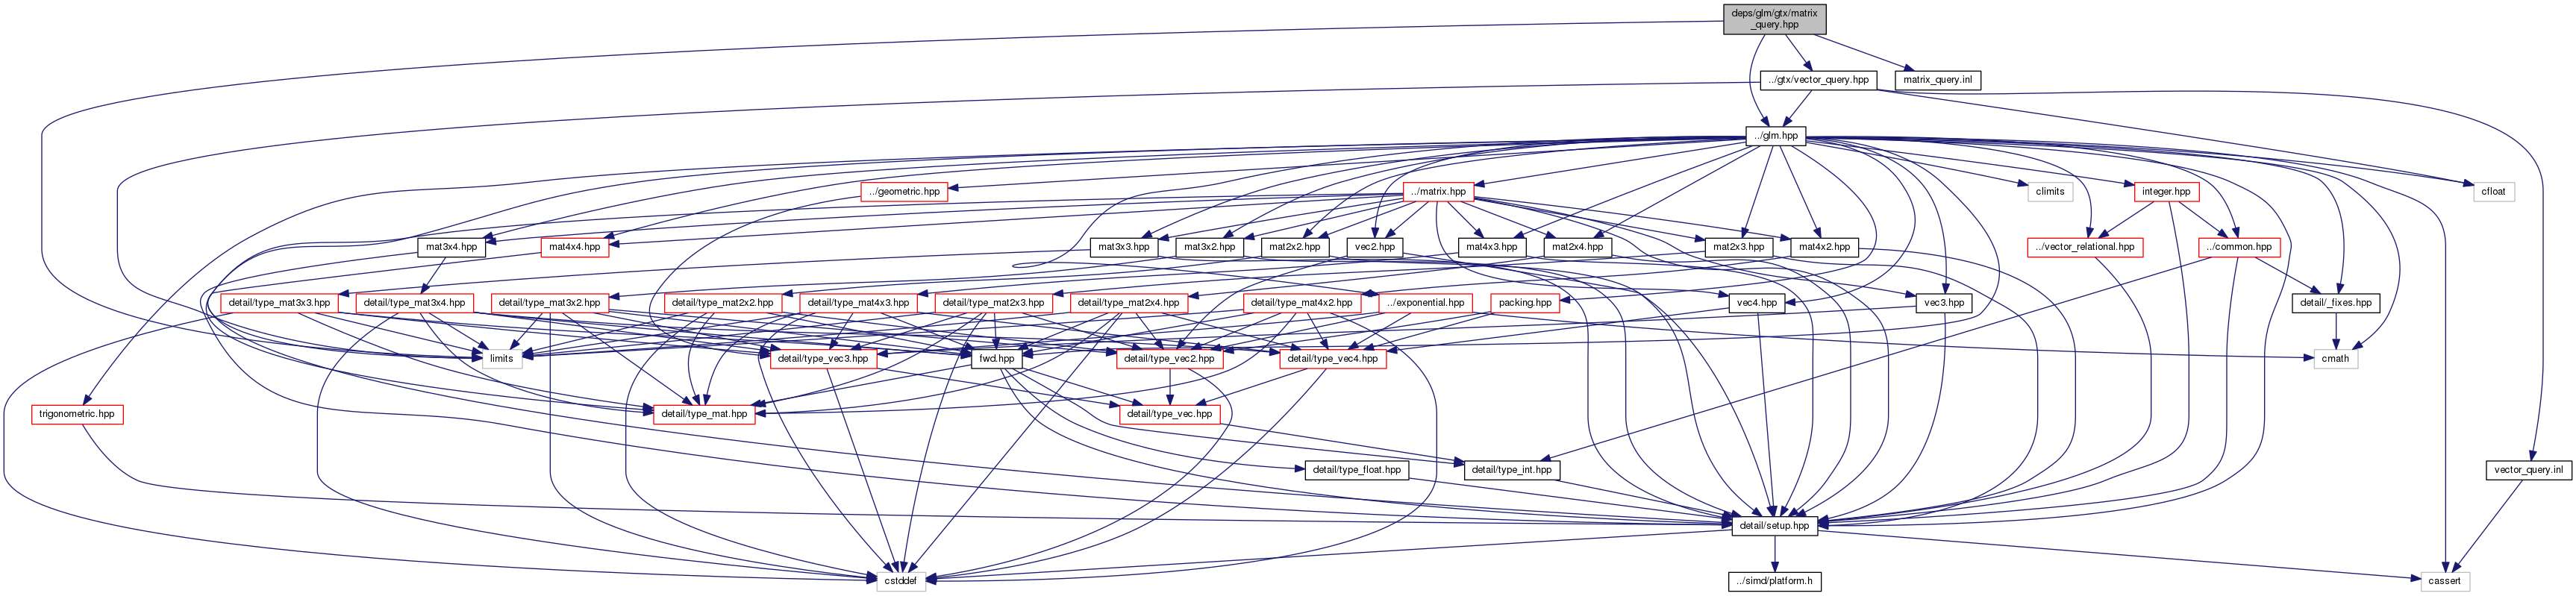 deps/glm/gtx/matrix
_query.hpp
../gtx/vector_query.hpp
matrix_query.inl
../glm.hpp
../geometric.hpp
../matrix.hpp
climits
integer.hpp
cfloat
mat3x4.hpp
mat4x4.hpp
mat3x3.hpp
mat3x2.hpp
mat2x2.hpp
vec2.hpp
mat4x3.hpp
mat2x4.hpp
mat2x3.hpp
mat4x2.hpp
../vector_relational.hpp
../common.hpp
detail/type_mat3x3.hpp
detail/type_mat3x4.hpp
detail/type_mat3x2.hpp
detail/type_mat2x2.hpp
detail/type_mat4x3.hpp
detail/type_mat2x3.hpp
detail/type_mat2x4.hpp
detail/type_mat4x2.hpp
../exponential.hpp
packing.hpp
vec4.hpp
vec3.hpp
detail/_fixes.hpp
limits
detail/type_vec3.hpp
fwd.hpp
detail/type_vec2.hpp
detail/type_vec4.hpp
cmath
trigonometric.hpp
detail/type_mat.hpp
detail/type_vec.hpp
detail/type_float.hpp
detail/type_int.hpp
vector_query.inl
detail/setup.hpp
cstddef
../simd/platform.h
cassert